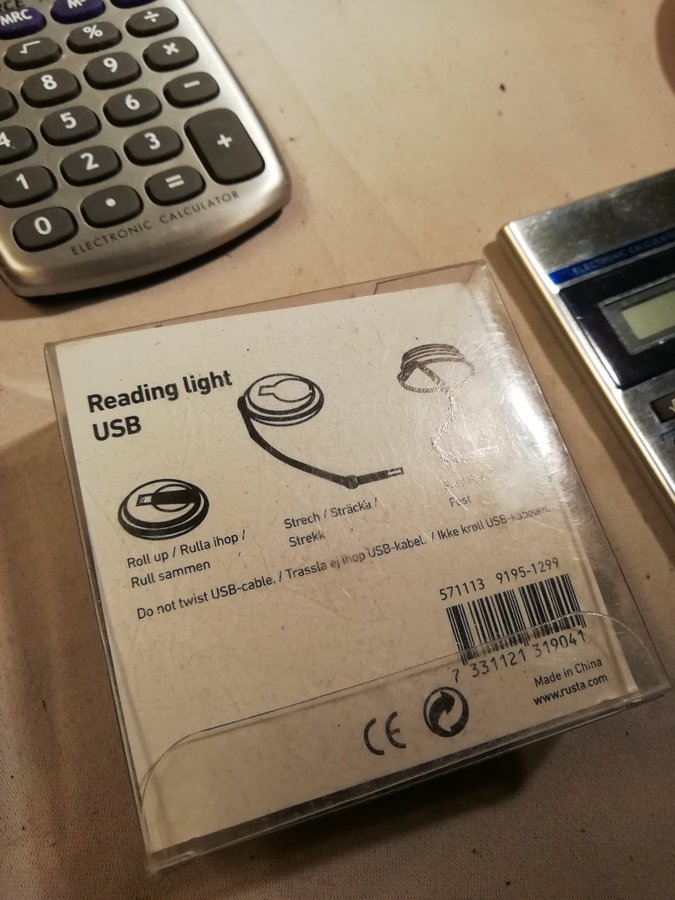 MRC
√
%
÷
8
9
×
4
5
6
−
1
2
3
+
0
•
=
ELECTRONIC CALCULATOR
ELECTRONIC
Reading light
USB
Roll up / Rulla ihop /
Rull sammen
Strech / Sträcka /
Strekk
Fest
Do not twist USB-cable. / Trassla ej ihop USB-kabel. / Ikke krøll USB-kabelen.
571113 9195-1299
7 331121 319041
Made in China
www.rusta.com
CE